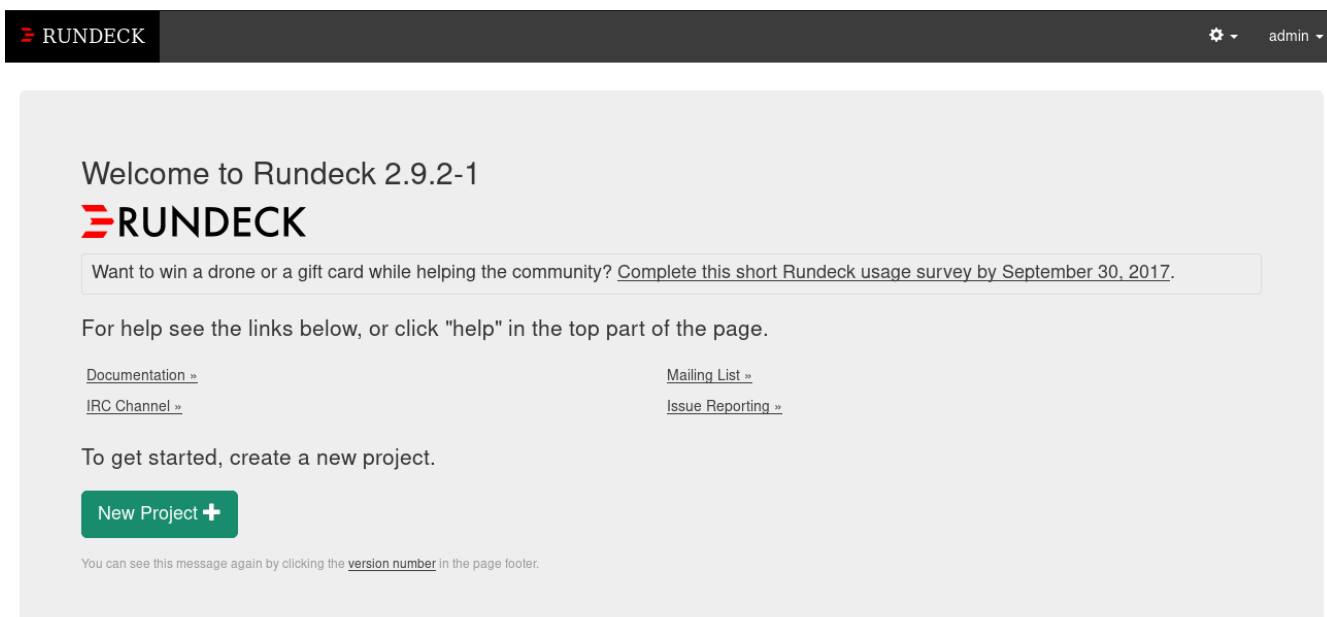 RUNDECK
admin
Welcome to Rundeck 2.9.2-1
RUNDECK
Want to win a drone or a gift card while helping the community? Complete this short Rundeck usage survey by September 30, 2017.
For help see the links below, or click "help" in the top part of the page.
Documentation »
Mailing List »
IRC Channel »
Issue Reporting »
To get started, create a new project.
New Project
You can see this message again by clicking the version number in the page footer.